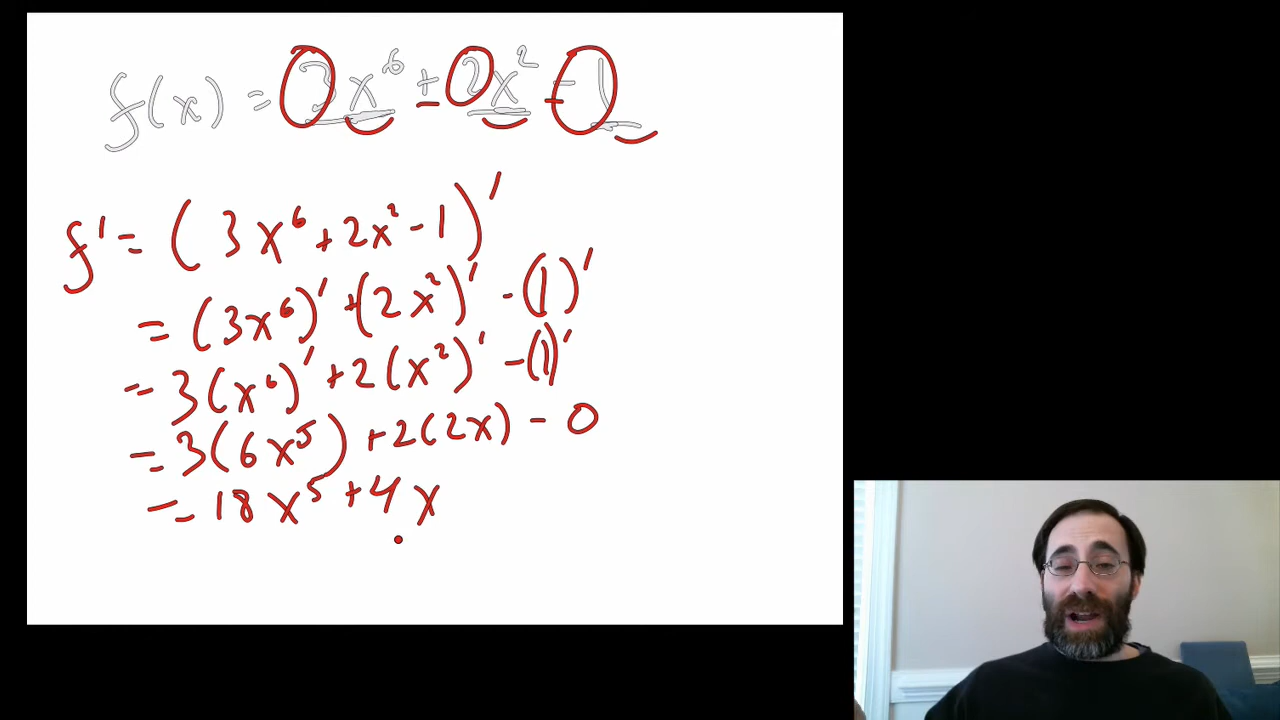 f(x) = 3x⁶ + 2x² - 1
f' = (3x⁶ + 2x² - 1)'
= (3x⁶)' + (2x²)' - (1)'
= 3(x⁶)' + 2(x²)' - (1)'
= 3(6x⁵) + 2(2x) - 0
= 18x⁵ + 4x